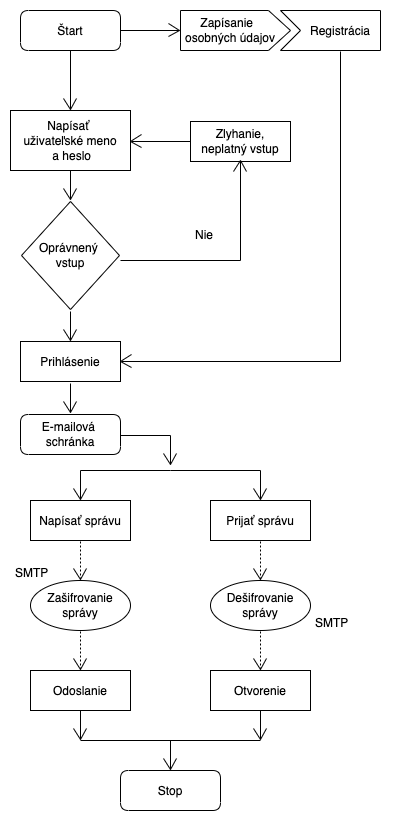 Štart
Zapísanie
osobných údajov
Registrácia
Napísať
uživateľské meno
a heslo
Zlyhanie,
neplatný vstup
Oprávnený
vstup
Nie
Prihlásenie
E-mailová
schránka
Napísať správu
Prijať správu
SMTP
Zašifrovanie
správy
Dešifrovanie
správy
SMTP
Odoslanie
Otvorenie
Stop